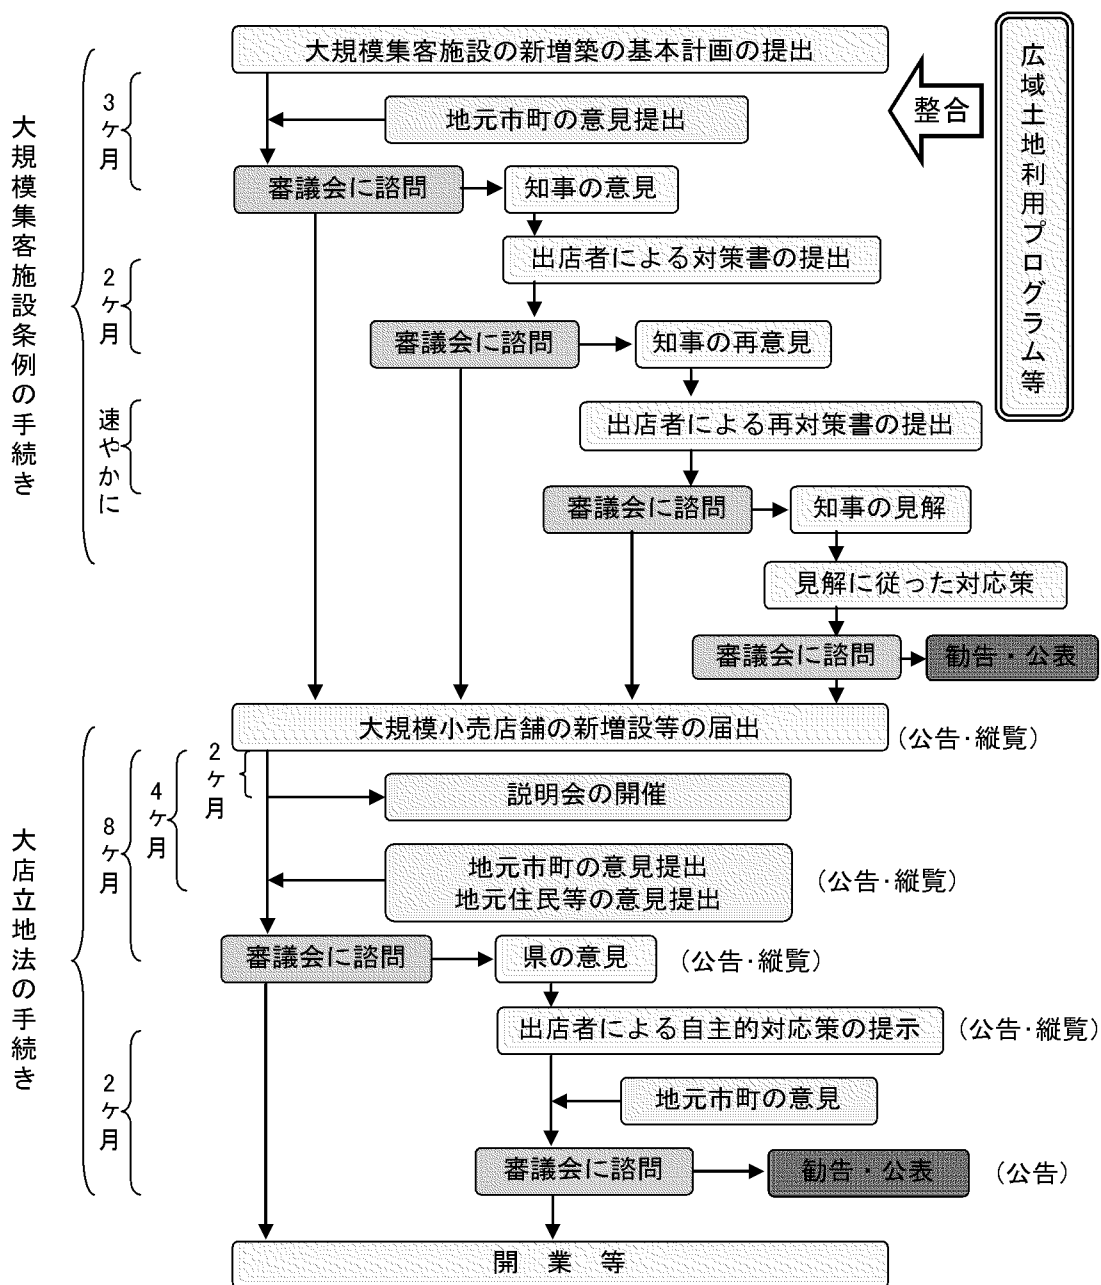 大規模集客施設の新増築の基本計画の提出
広域土地利用プログラム等
整合
大規模集客施設条例の手続き
3ヶ月
地元市町の意見提出
審議会に諮問
知事の意見
出店者による対策書の提出
2ヶ月
審議会に諮問
知事の再意見
速やかに
出店者による再対策書の提出
審議会に諮問
知事の見解
見解に従った対応策
審議会に諮問
勧告・公表
大規模小売店舗の新増設等の届出
(公告・縦覧)
大店立地法の手続き
8ヶ月
4ヶ月
2ヶ月
説明会の開催
地元市町の意見提出
地元住民等の意見提出
(公告・縦覧)
審議会に諮問
県の意見
(公告・縦覧)
出店者による自主的対応策の提示
(公告・縦覧)
2ヶ月
地元市町の意見
審議会に諮問
勧告・公表
(公告)
開 業 等